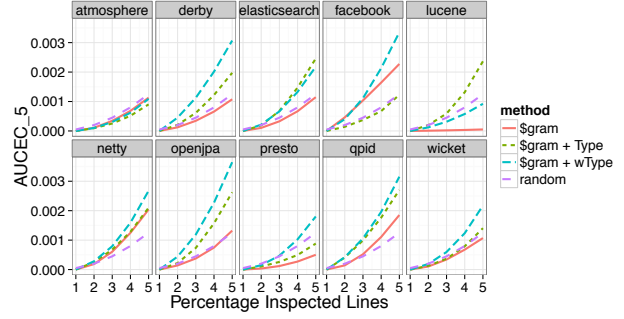 atmosphere derby elasticsearch facebook lucene
0.003
0.002
0.001
0.000
netty openjpa presto qpid wicket
0.003
0.002
0.001
0.000
1 2 3 4 5 1 2 3 4 5 1 2 3 4 5 1 2 3 4 5 1 2 3 4 5
Percentage Inspected Lines
AUCEC_5
method
$gram
$gram + Type
$gram + wType
random